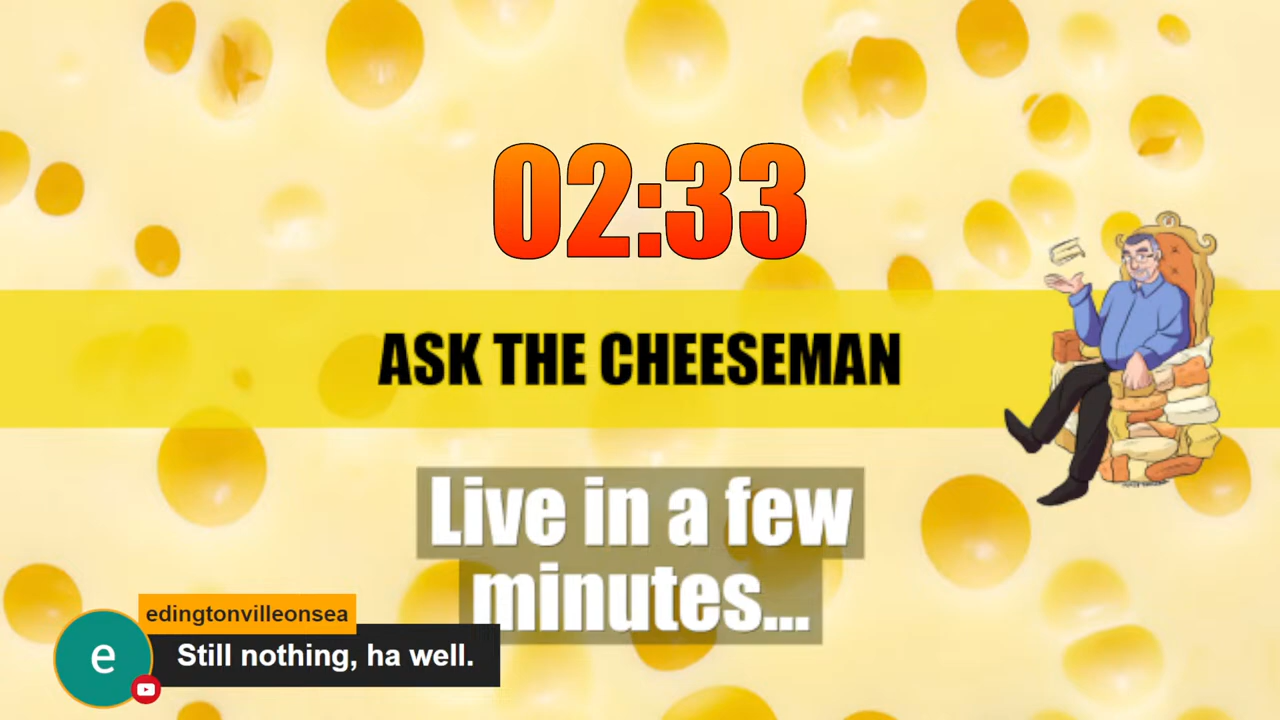 02:33
ASK THE CHEESEMAN
Live in a few
minutes...
edingtonvilleonsea
e
Still nothing, ha well.